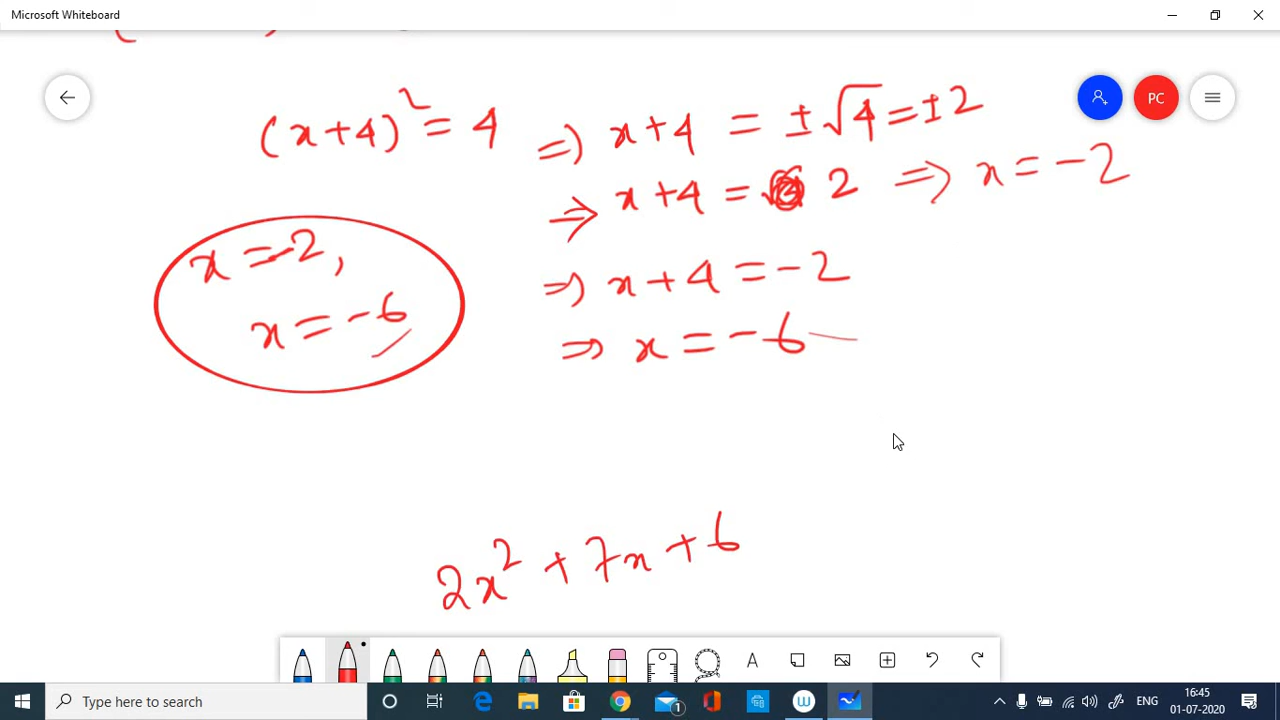 Microsoft Whiteboard
(x+4)² = 4 ⇒ x+4 = ±√4 = ±2
⇒ x+4 = 2 ⇒ x = -2
x = -2,
⇒ x+4 = -2
x = -6
⇒ x = -6
2x² + 7x + 6
PC
A
Type here to search
1
W
ENG
16:45
01-07-2020